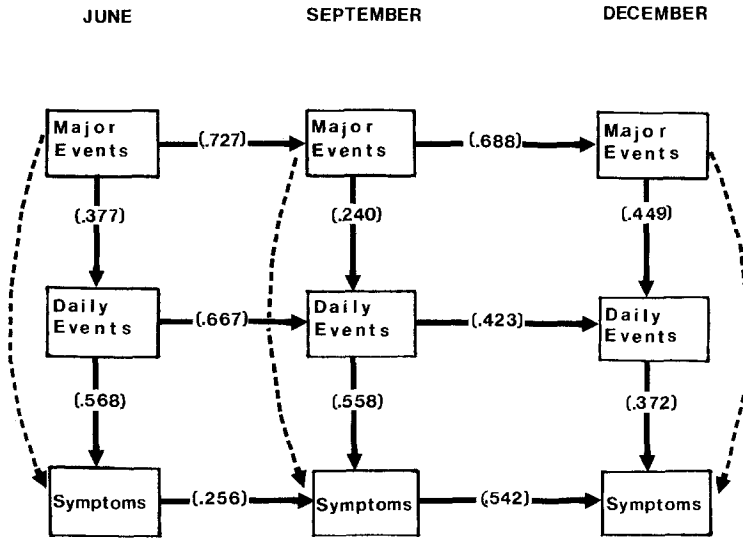 JUNE SEPTEMBER DECEMBER
Major Events (.727) Major Events (.688) Major Events
(.377) (.240) (.449)
Daily Events (.667) Daily Events (.423) Daily Events
(.568) (.558) (.372)
Symptoms (.256) Symptoms (.542) Symptoms